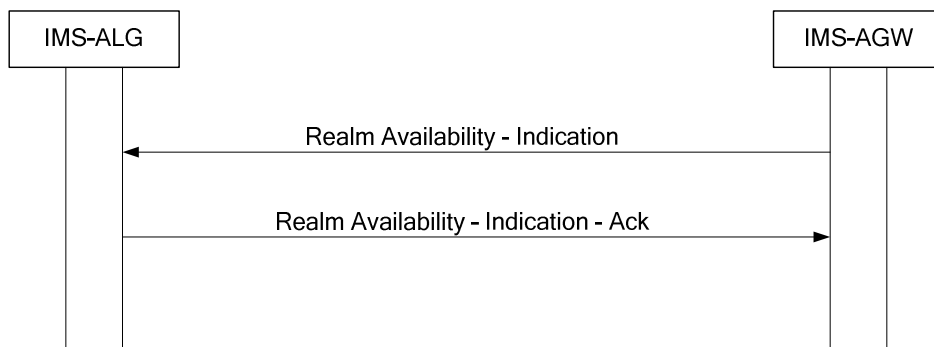 IMS-ALG
IMS-AGW
Realm Availability - Indication
Realm Availability - Indication - Ack